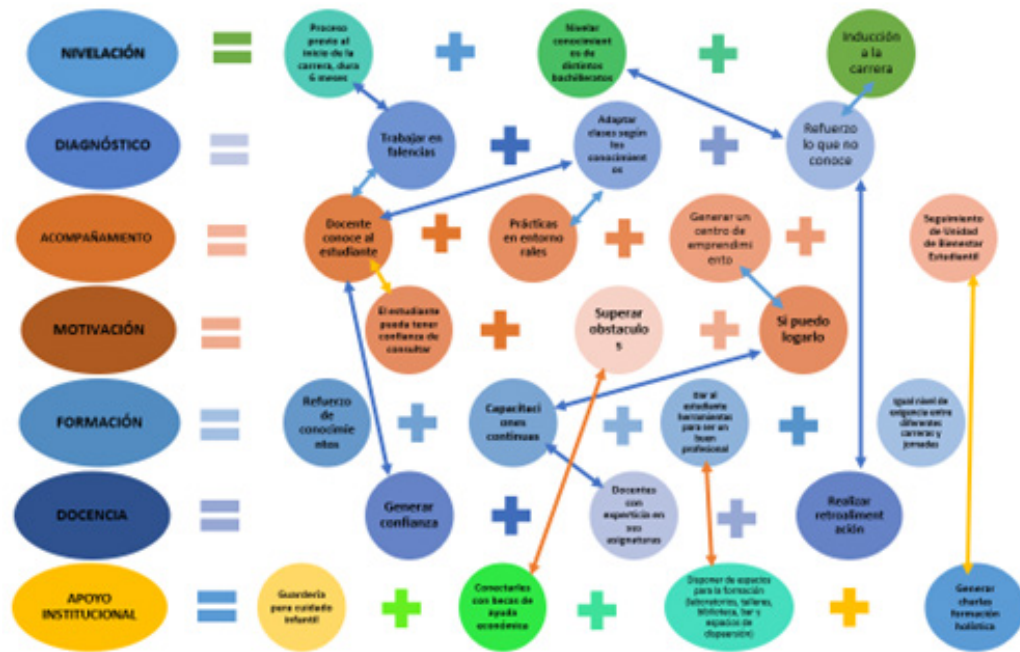 NIVELACIÓN
Proceso
previo al
inicio de la
carrera, dura
6 meses
Nivelar
conocimient
os de
distintos
bachilleratos
Inducción
a la
carrera
DIAGNÓSTICO
Trabajar en
falencias
Adaptar
clases según
los
conocimient
os
Refuerzo
lo que no
conoce
ACOMPAÑAMIENTO
Docente
conoce al
estudiante
Prácticas
en entorno
rales
Generar un
centro de
emprendimi
ento
Seguimiento
de Unidad
de Bienestar
Estudiantil
MOTIVACIÓN
El estudiante
pueda tener
confianza de
consultar
Superar
obstaculo
s
Si puedo
logarlo
FORMACIÓN
Refuerzo
de
conocimie
ntos
Capacitaci
ones
continuas
Dar al
estudiante
herramientas
para ser un
buen
profesional
Igual nivel de
exigencia entre
diferentes
carreras y
jornadas
DOCENCIA
Generar
confianza
Docentes
con
experticia en
sus
asignaturas
Realizar
retroaliment
ación
APOYO
INSTITUCIONAL
Guardería
para cuidado
infantil
Conectarles
con becas de
ayuda
económica
Disponer de espacios
para la formación
(laboratorios, talleres,
biblioteca, bar y
espacios de
dispersión)
Generar
charlas
formación
holística